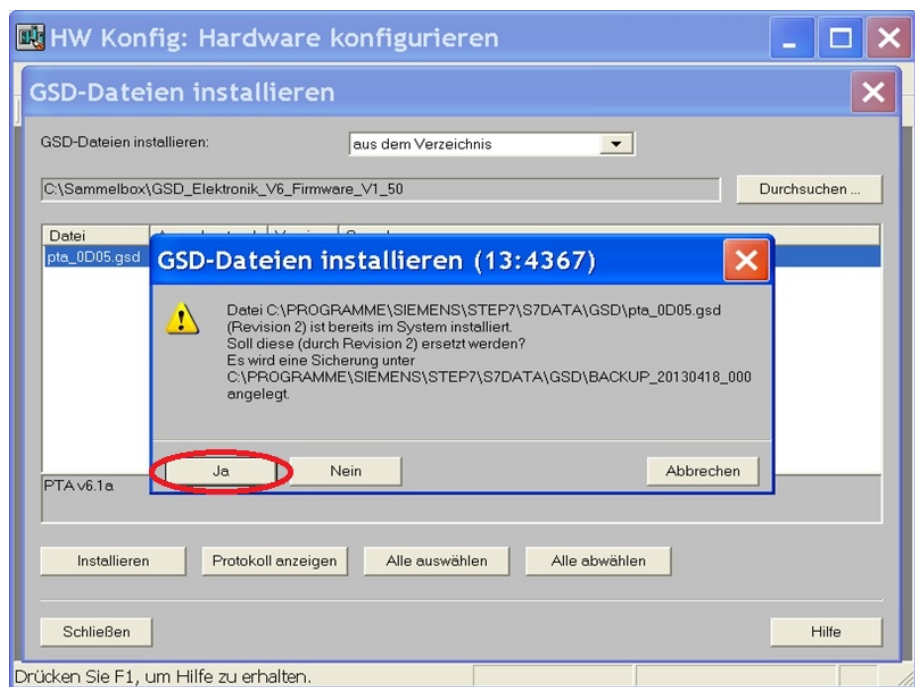 HW Konfig: Hardware konfigurieren
GSD-Dateien installieren
GSD-Dateien installieren:
aus dem Verzeichnis
C:\Sammelbox\GSD_Elektronik_V6_Firmware_V1_50
Durchsuchen ...
Datei
pta_0D05.gsd
GSD-Dateien installieren (13:4367)
Datei C:\PROGRAMME\SIEMENS\STEP7\S7DATA\GSD\pta_0D05.gsd
(Revision 2) ist bereits im System installiert.
Soll diese (durch Revision 2) ersetzt werden?
Es wird eine Sicherung unter
C:\PROGRAMME\SIEMENS\STEP7\S7DATA\GSD\BACKUP_20130418_000
angelegt.
Ja
Nein
Abbrechen
PTA v6.1a
Installieren
Protokoll anzeigen
Alle auswählen
Alle abwählen
Schließen
Hilfe
Drücken Sie F1, um Hilfe zu erhalten.